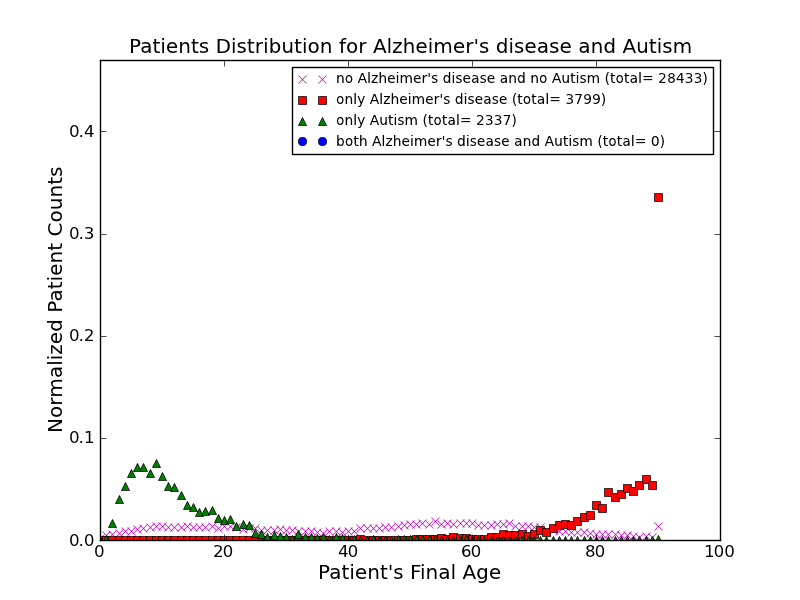 Patients Distribution for Alzheimer's disease and Autism
no Alzheimer's disease and no Autism (total= 28433)
only Alzheimer's disease (total= 3799)
only Autism (total= 2337)
both Alzheimer's disease and Autism (total= 0)
0.4
0.3
0.2
0.1
0.0
Normalized Patient Counts
0 20 40 60 80 100
Patient's Final Age